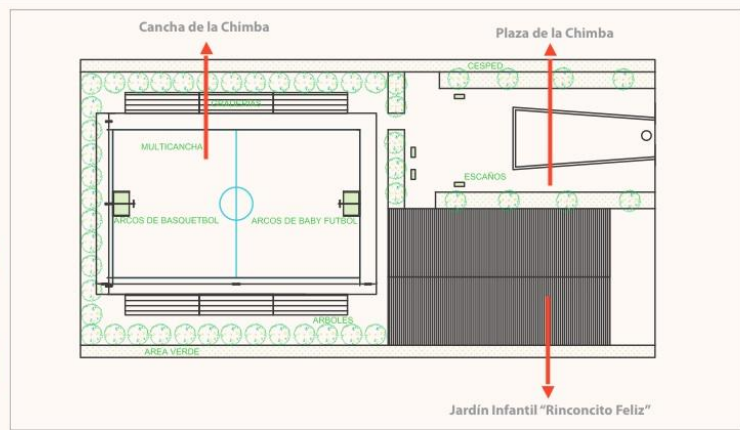 Cancha de la Chimba
Plaza de la Chimba
CESPED
GRADERIAS
MULTICANCHA
ESCAÑOS
ARCOS DE BASQUETBOL
ARCOS DE BABY FUTBOL
ARBOLES
AREA VERDE
Jardín Infantil “Rinconcito Feliz”